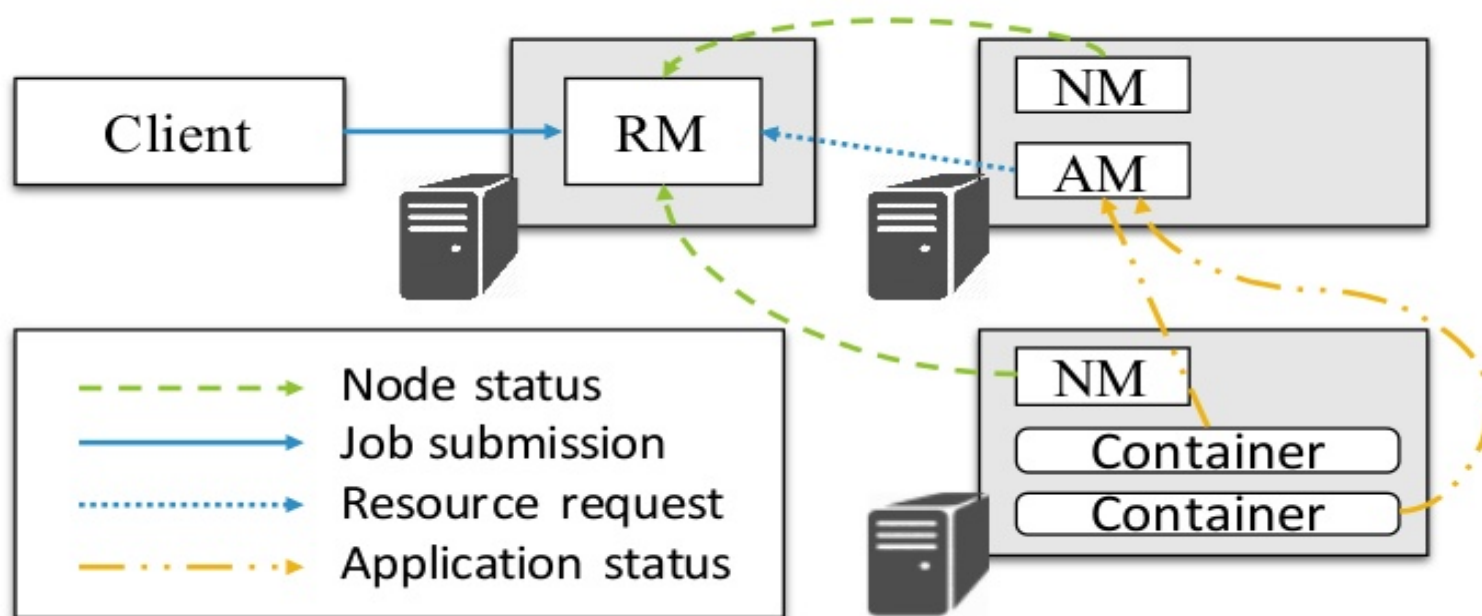 Client
RM
NM
AM
Node status
Job submission
Resource request
Application status
NM
Container
Container